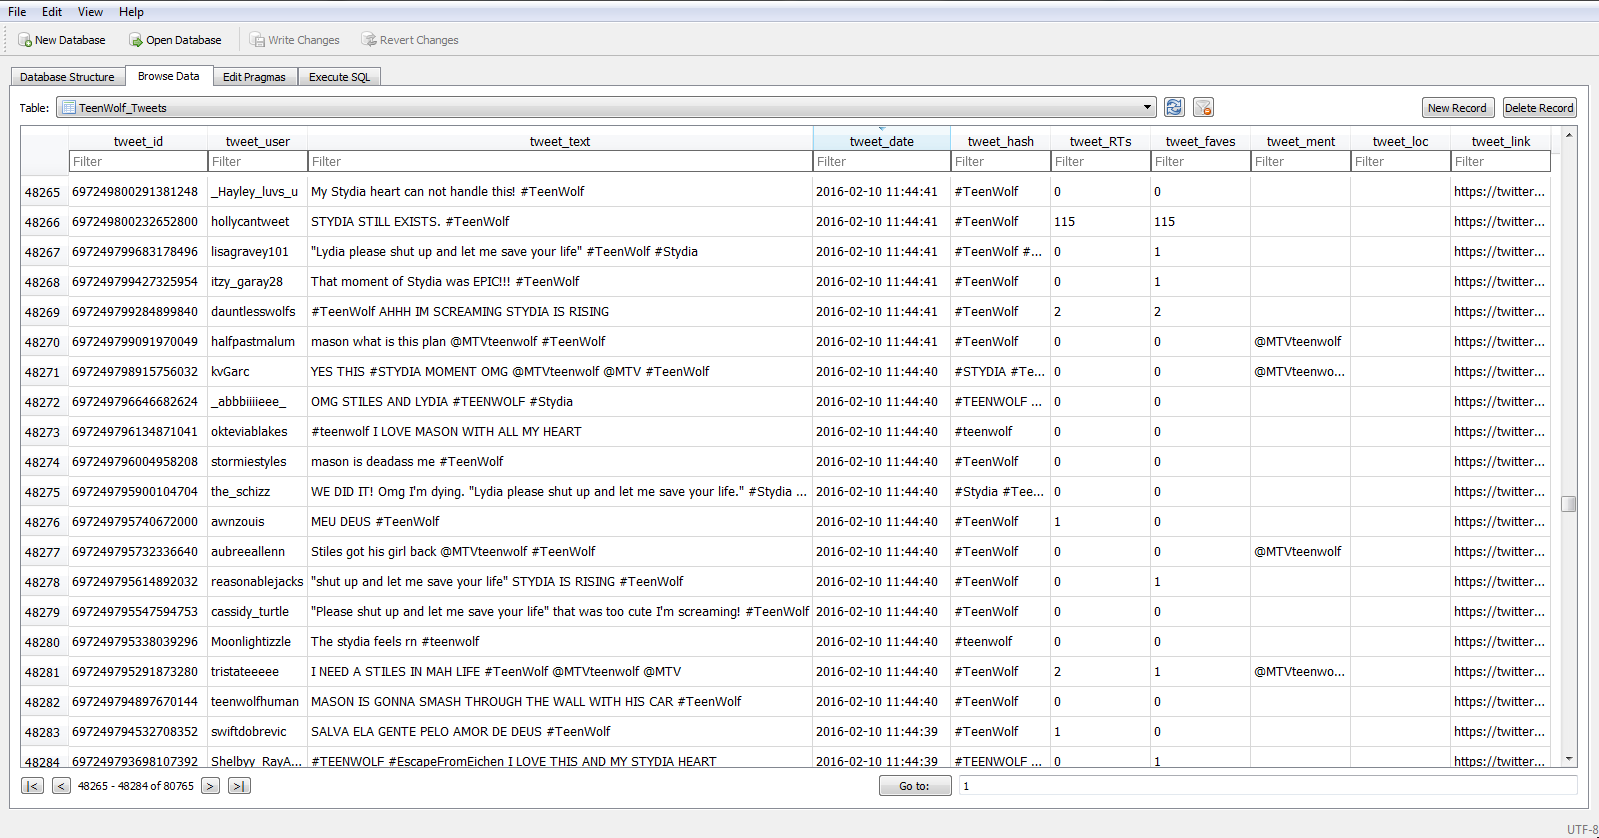 File Edit View Help
New Database Open Database Write Changes Revert Changes
Database Structure Browse Data Edit Pragmas Execute SQL
Table: TeenWolf_Tweets New Record Delete Record
tweet_id tweet_user tweet_text tweet_date tweet_hash tweet_RTs tweet_faves tweet_ment tweet_loc tweet_link
Filter Filter Filter Filter Filter Filter Filter Filter Filter Filter
48265 697249800291381248 _Hayley_luvs_u My Stydia heart can not handle this! #TeenWolf 2016-02-10 11:44:41 #TeenWolf 0 0 https://twitter...
48266 697249800232652800 hollycantweet STYDIA STILL EXISTS. #TeenWolf 2016-02-10 11:44:41 #TeenWolf 115 115 https://twitter...
48267 697249799683178496 lisagravey101 "Lydia please shut up and let me save your life" #TeenWolf #Stydia 2016-02-10 11:44:41 #TeenWolf #... 0 1 https://twitter...
48268 697249799427325954 itzy_garay28 That moment of Stydia was EPIC!!! #TeenWolf 2016-02-10 11:44:41 #TeenWolf 0 1 https://twitter...
48269 697249799284899840 dauntlesswolfs #TeenWolf AHHH IM SCREAMING STYDIA IS RISING 2016-02-10 11:44:41 #TeenWolf 2 2 https://twitter...
48270 697249799091970049 halfpastmalum mason what is this plan @MTVteenwolf #TeenWolf 2016-02-10 11:44:41 #TeenWolf 0 0 @MTVteenwolf https://twitter...
48271 697249798915756032 kvGarc YES THIS #STYDIA MOMENT OMG @MTVteenwolf @MTV #TeenWolf 2016-02-10 11:44:40 #STYDIA #Te... 0 0 @MTVteenwo... https://twitter...
48272 697249796646682624 _abbbiiiieee_ OMG STILES AND LYDIA #TEENWOLF #Stydia 2016-02-10 11:44:40 #TEENWOLF ... 0 0 https://twitter...
48273 697249796134871041 okteviablakes #teenwolf I LOVE MASON WITH ALL MY HEART 2016-02-10 11:44:40 #teenwolf 0 0 https://twitter...
48274 697249796004958208 stormiestyles mason is deadass me #TeenWolf 2016-02-10 11:44:40 #TeenWolf 0 0 https://twitter...
48275 697249795900104704 the_schizz WE DID IT! Omg I'm dying. "Lydia please shut up and let me save your life." #Stydia ... 2016-02-10 11:44:40 #Stydia #Tee... 0 0 https://twitter...
48276 697249795740672000 awnzouis MEU DEUS #TeenWolf 2016-02-10 11:44:40 #TeenWolf 1 0 https://twitter...
48277 697249795732336640 aubreeallenn Stiles got his girl back @MTVteenwolf #TeenWolf 2016-02-10 11:44:40 #TeenWolf 0 0 @MTVteenwolf https://twitter...
48278 697249795614892032 reasonablejacks "shut up and let me save your life" STYDIA IS RISING #TeenWolf 2016-02-10 11:44:40 #TeenWolf 0 1 https://twitter...
48279 697249795547594753 cassidy_turtle "Please shut up and let me save your life" that was too cute I'm screaming! #TeenWolf 2016-02-10 11:44:40 #TeenWolf 0 0 https://twitter...
48280 697249795338039296 Moonlightizzle The stydia feels rn #teenwolf 2016-02-10 11:44:40 #teenwolf 0 0 https://twitter...
48281 697249795291873280 tristateeeee I NEED A STILES IN MAH LIFE #TeenWolf @MTVteenwolf @MTV 2016-02-10 11:44:40 #TeenWolf 2 1 @MTVteenwo... https://twitter...
48282 697249794897670144 teenwolfhuman MASON IS GONNA SMASH THROUGH THE WALL WITH HIS CAR #TeenWolf 2016-02-10 11:44:40 #TeenWolf 0 0 https://twitter...
48283 697249794532708352 swiftdobrevic SALVA ELA GENTE PELO AMOR DE DEUS #TeenWolf 2016-02-10 11:44:39 #TeenWolf 1 0 https://twitter...
48284 697249793698107392 Shelbyy_RayA... #TEENWOLF #EscapeFromEichen I LOVE THIS AND MY STYDIA HEART 2016-02-10 11:44:39 #TEENWOLF ... 0 1 https://twitter...
|< < 48265 - 48284 of 80765 > >| Go to: 1
UTF-8